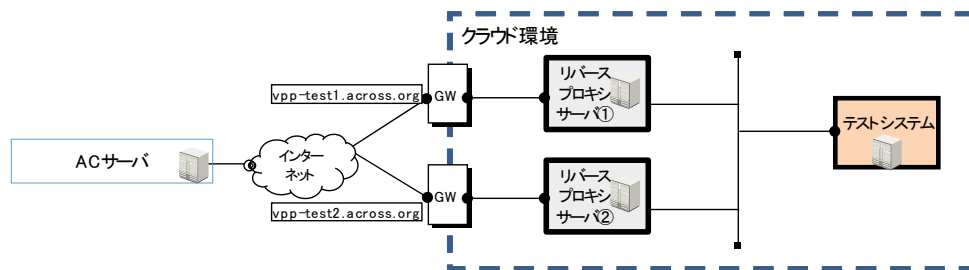 クラウド環境
リバース
プロキシ
サーバ①
vpp-test1.across.org
GW
テストシステム
ACサーバ
インター
ネット
リバース
プロキシ
サーバ②
GW
vpp-test2.across.org